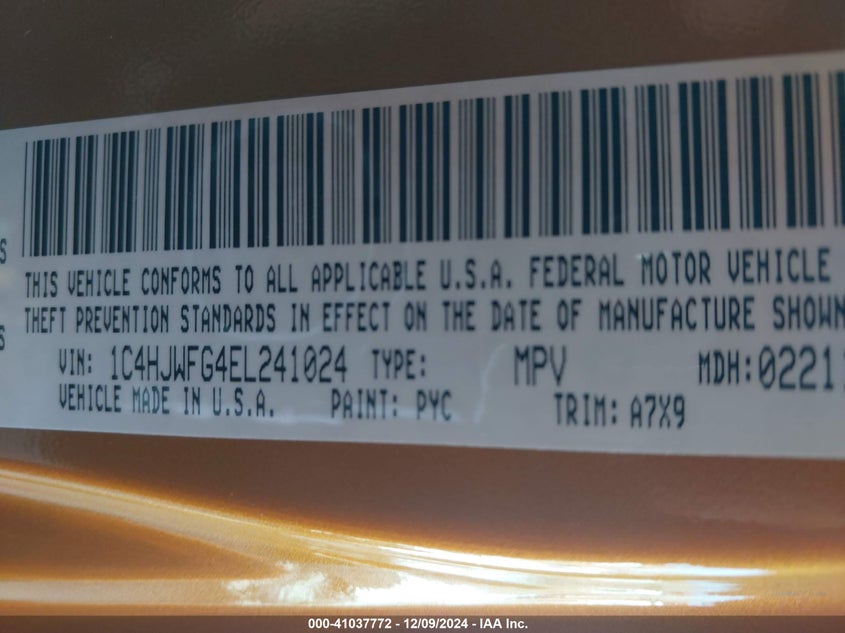 S
THIS VEHICLE CONFORMS TO ALL APPLICABLE U.S.A. FEDERAL MOTOR VEHICLE
THEFT PREVENTION STANDARDS IN EFFECT ON THE DATE OF MANUFACTURE SHOWN
S
VIN: 1C4HJWFG4EL241024 TYPE: MPV MDH: 02211
VEHICLE MADE IN U.S.A. PAINT: PYC TRIM: A7X9
000-41037772 - 12/09/2024 - IAA Inc.